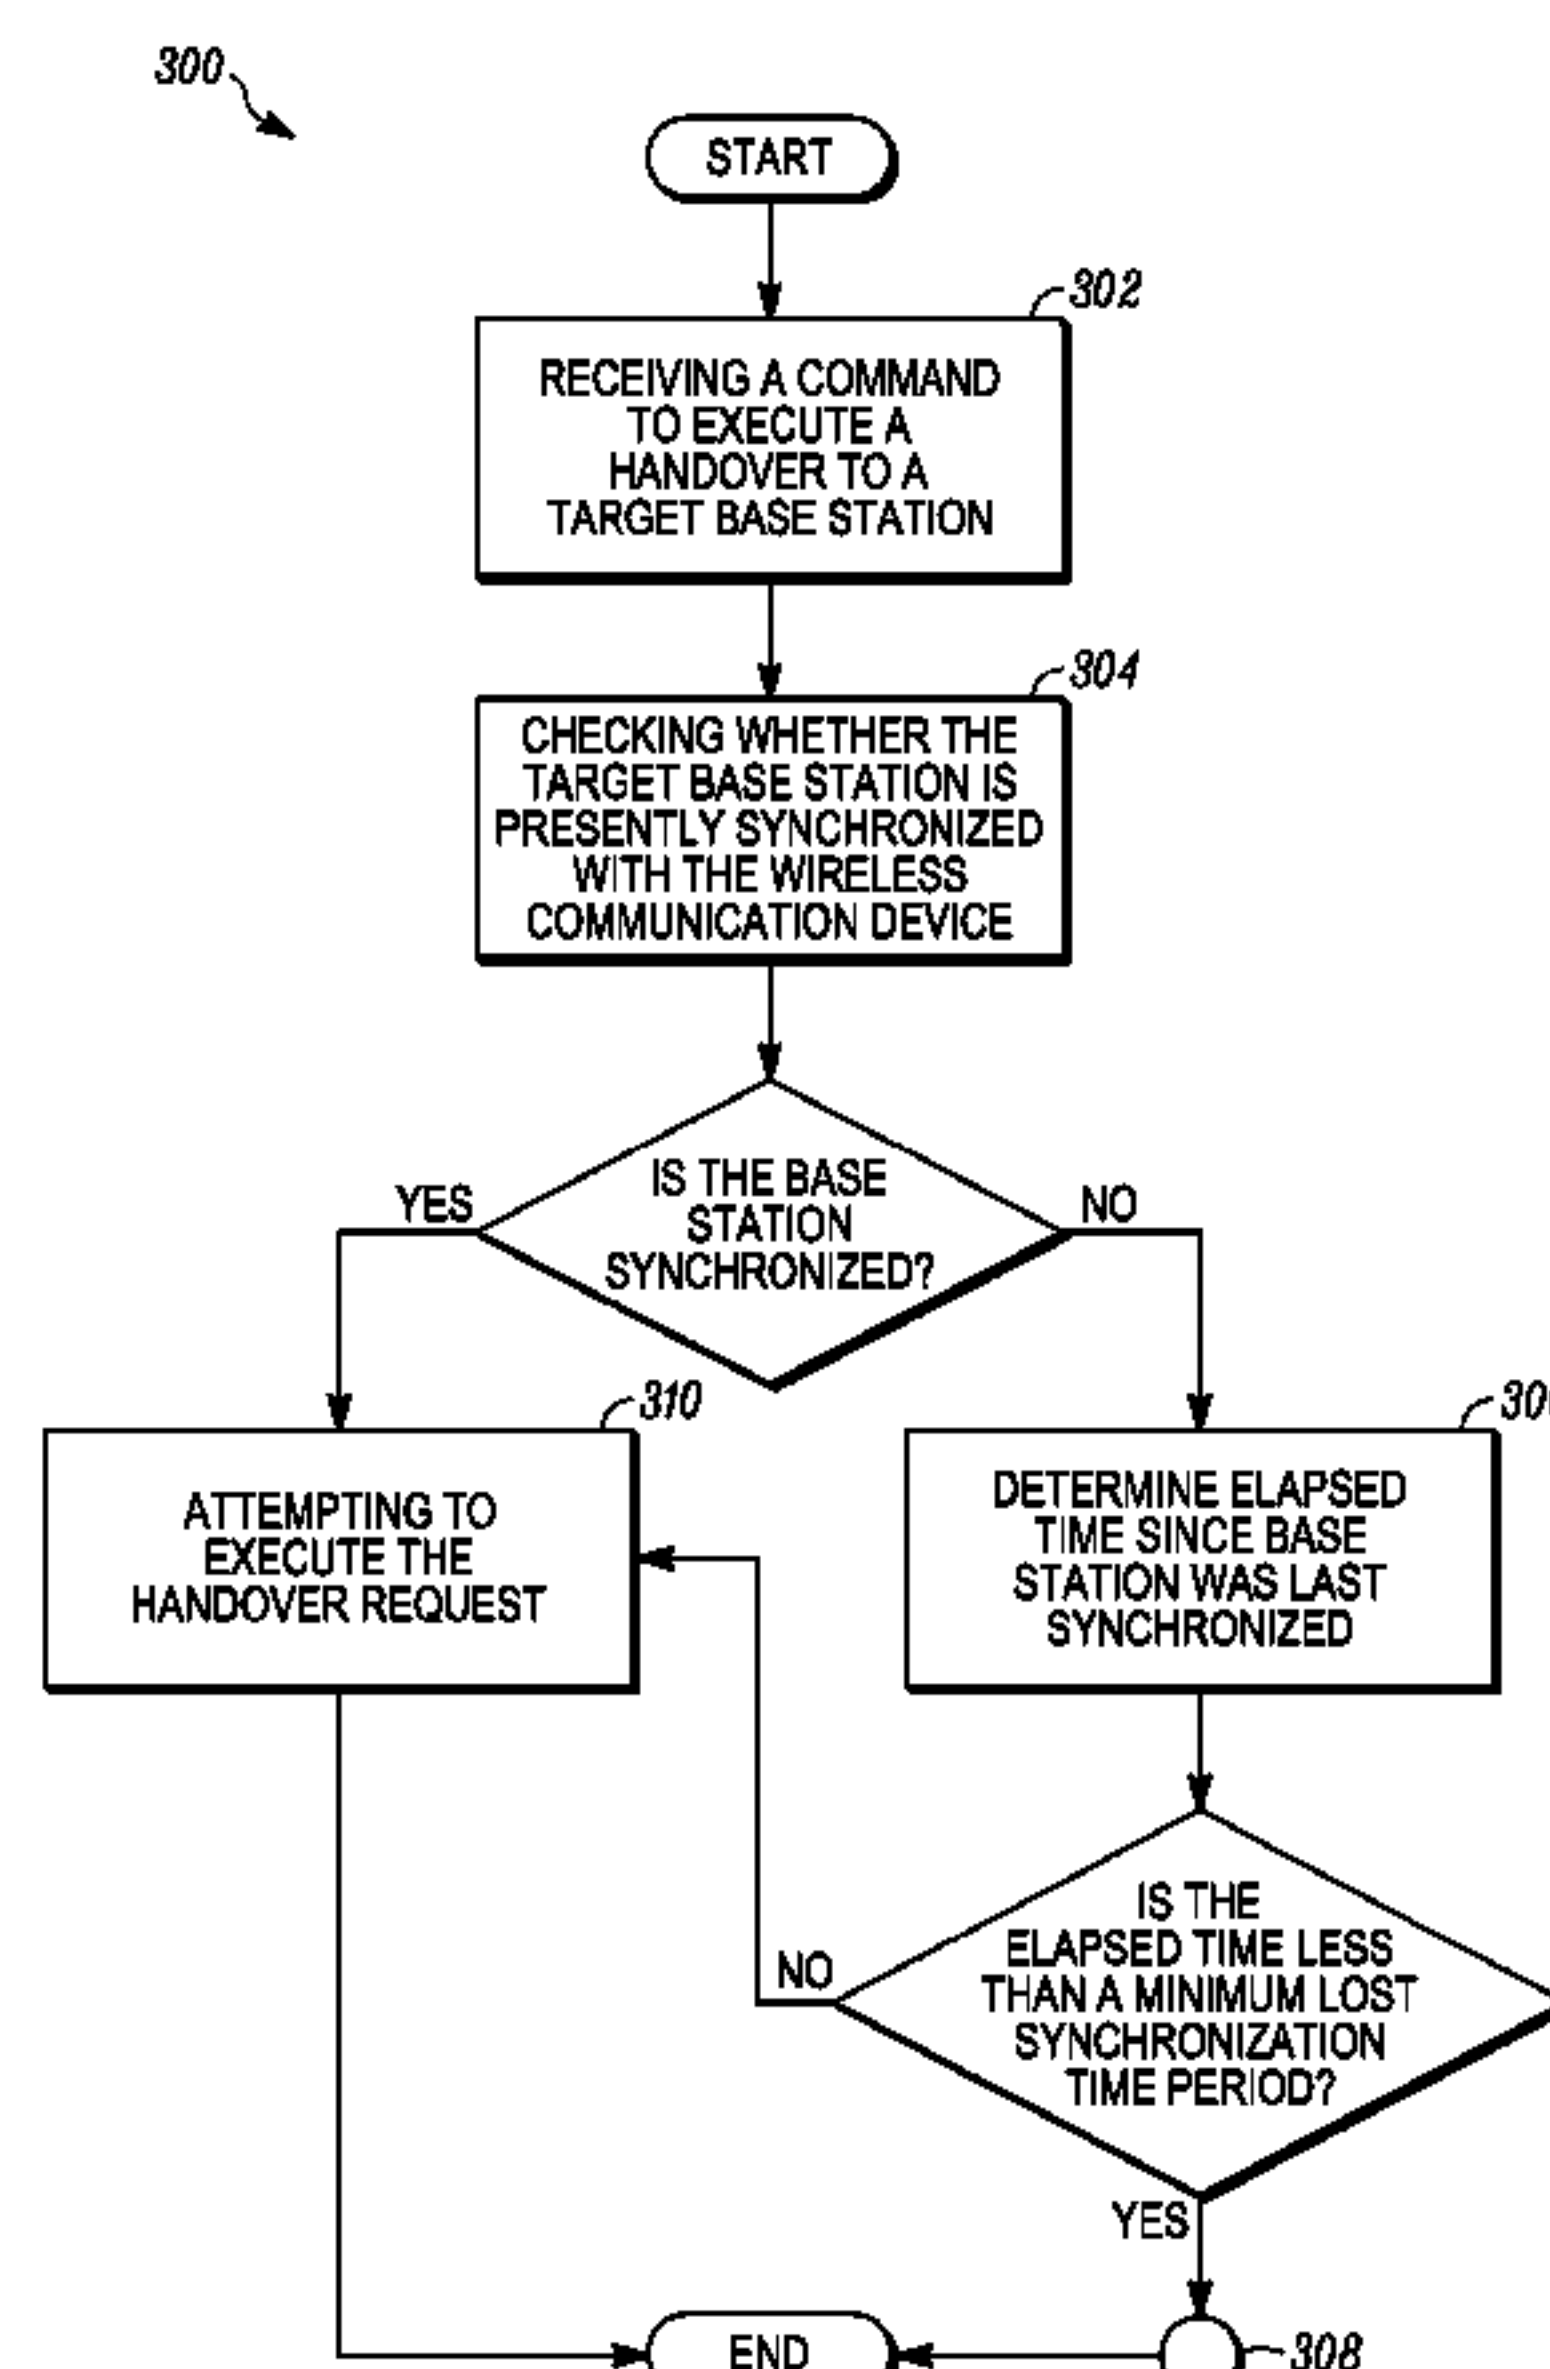 300
START
302
RECEIVING A COMMAND
TO EXECUTE A
HANDOVER TO A
TARGET BASE STATION
304
CHECKING WHETHER THE
TARGET BASE STATION IS
PRESENTLY SYNCHRONIZED
WITH THE WIRELESS
COMMUNICATION DEVICE
IS THE BASE
STATION
SYNCHRONIZED?
YES
NO
310
ATTEMPTING TO
EXECUTE THE
HANDOVER REQUEST
DETERMINE ELAPSED
TIME SINCE BASE
STATION WAS LAST
SYNCHRONIZED
IS THE
ELAPSED TIME LESS
THAN A MINIMUM LOST
SYNCHRONIZATION
TIME PERIOD?
NO
YES
END
308